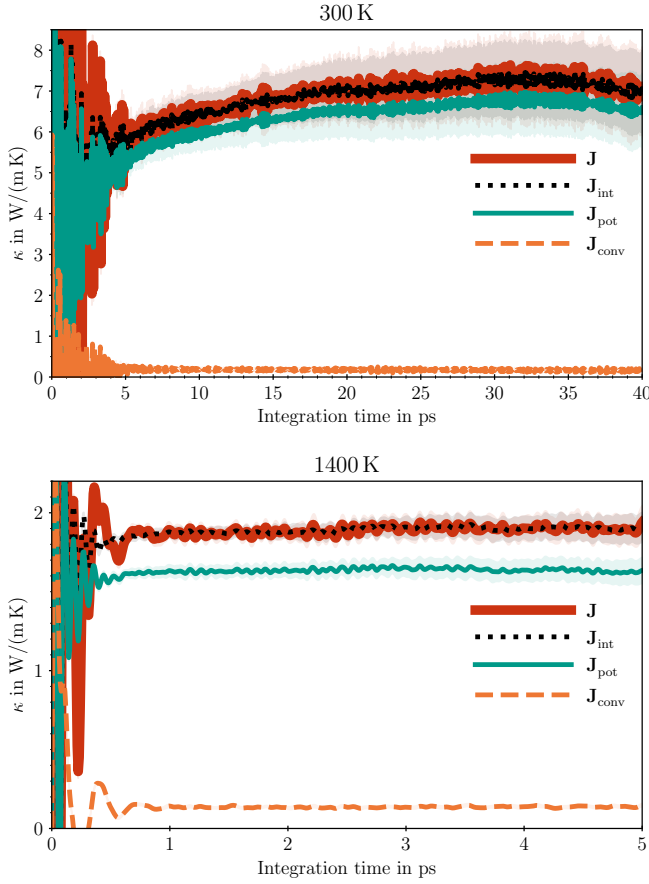 300 K
8
7
6
5
4
3
2
1
0
κ in W/(m K)
J
J_int
J_pot
J_conv
0 5 10 15 20 25 30 35 40
Integration time in ps
1400 K
2
1
0
κ in W/(m K)
J
J_int
J_pot
J_conv
0 1 2 3 4 5
Integration time in ps